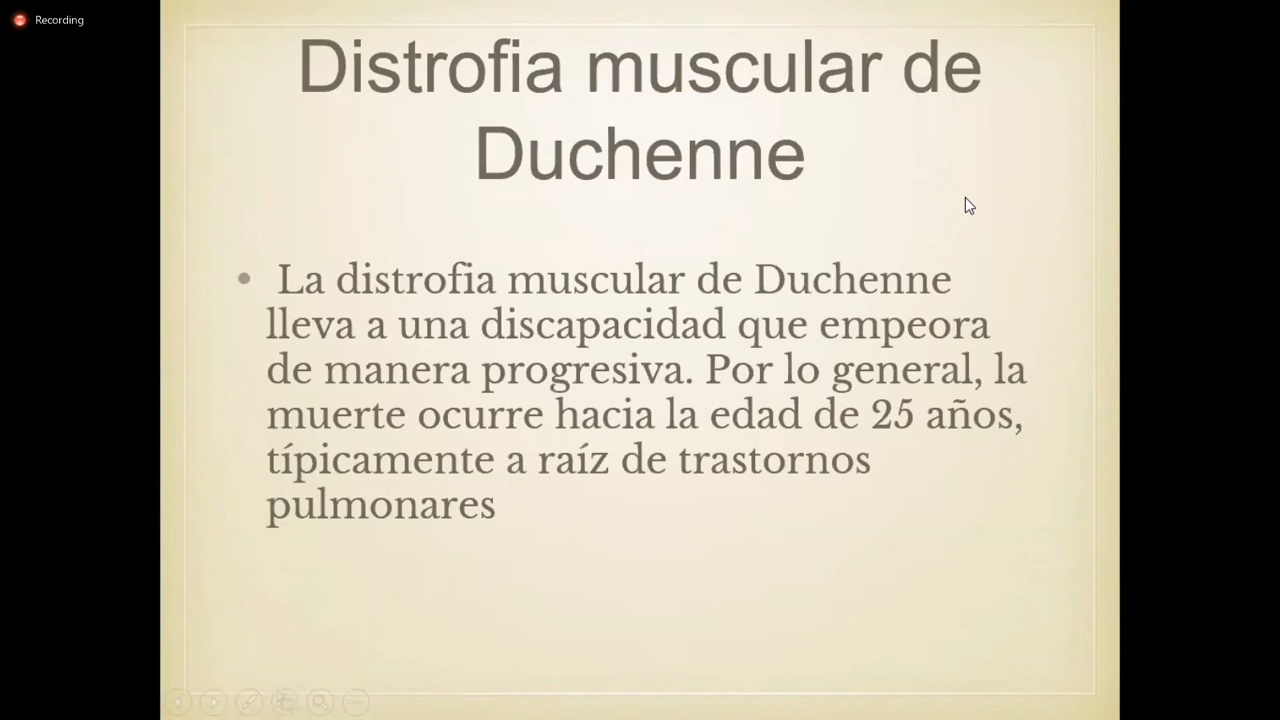 Recording
Distrofia muscular de
Duchenne
• La distrofia muscular de Duchenne
lleva a una discapacidad que empeora
de manera progresiva. Por lo general, la
muerte ocurre hacia la edad de 25 años,
típicamente a raíz de trastornos
pulmonares